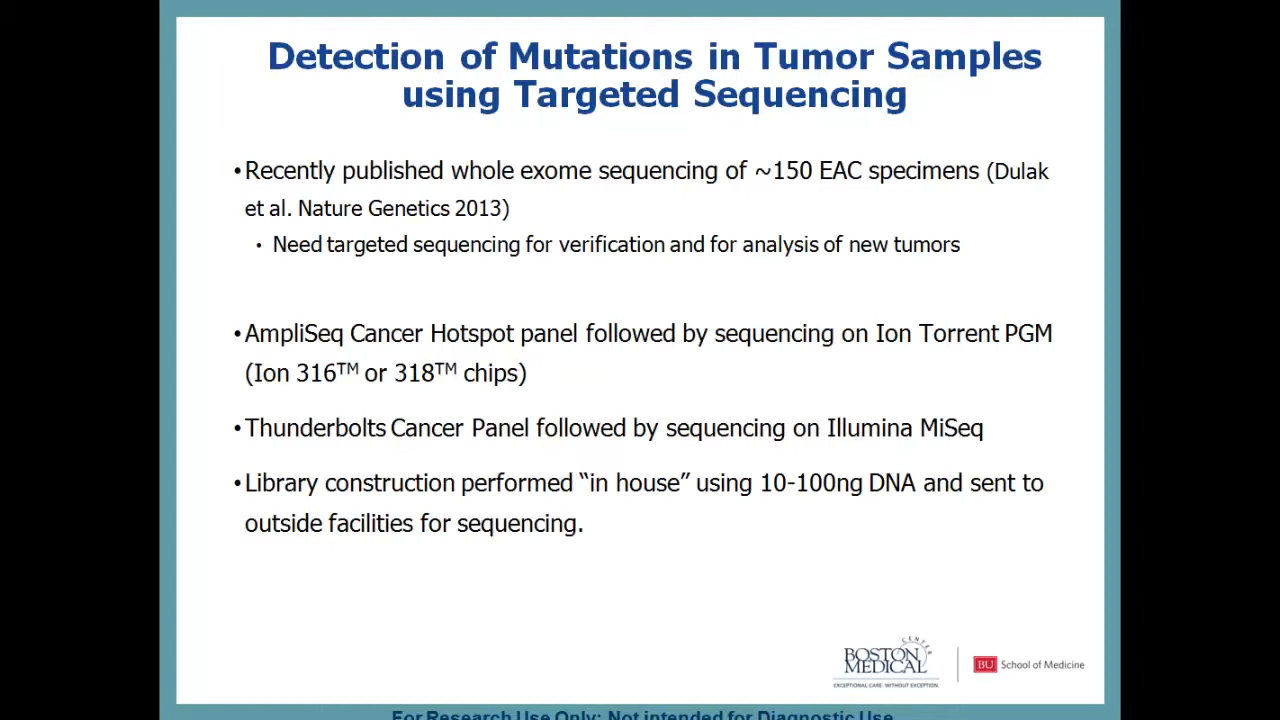 Detection of Mutations in Tumor Samples
using Targeted Sequencing
•Recently published whole exome sequencing of ~150 EAC specimens (Dulak
et al. Nature Genetics 2013)
• Need targeted sequencing for verification and for analysis of new tumors
•AmpliSeq Cancer Hotspot panel followed by sequencing on Ion Torrent PGM
(Ion 316TM or 318TM chips)
•Thunderbolts Cancer Panel followed by sequencing on Illumina MiSeq
•Library construction performed “in house” using 10-100ng DNA and sent to
outside facilities for sequencing.
BOSTON
MEDICAL
CENTER
EXCEPTIONAL CARE. WITHOUT EXCEPTION.
BU School of Medicine
For Research Use Only; Not intended for Diagnostic Use